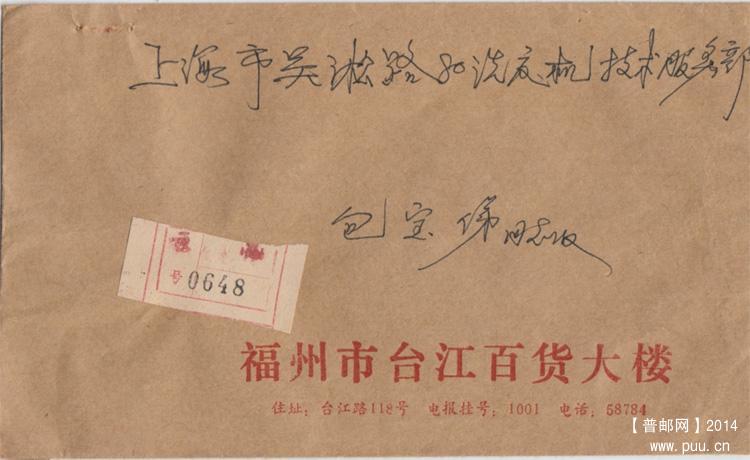 上海市吴淞路20洗衣机技术服务部
包宝俤同志收
号0648
福州市台江百货大楼
住址：台江路118号 电报挂号：1001 电话：58784
【普邮网】2014
www.puu.cn